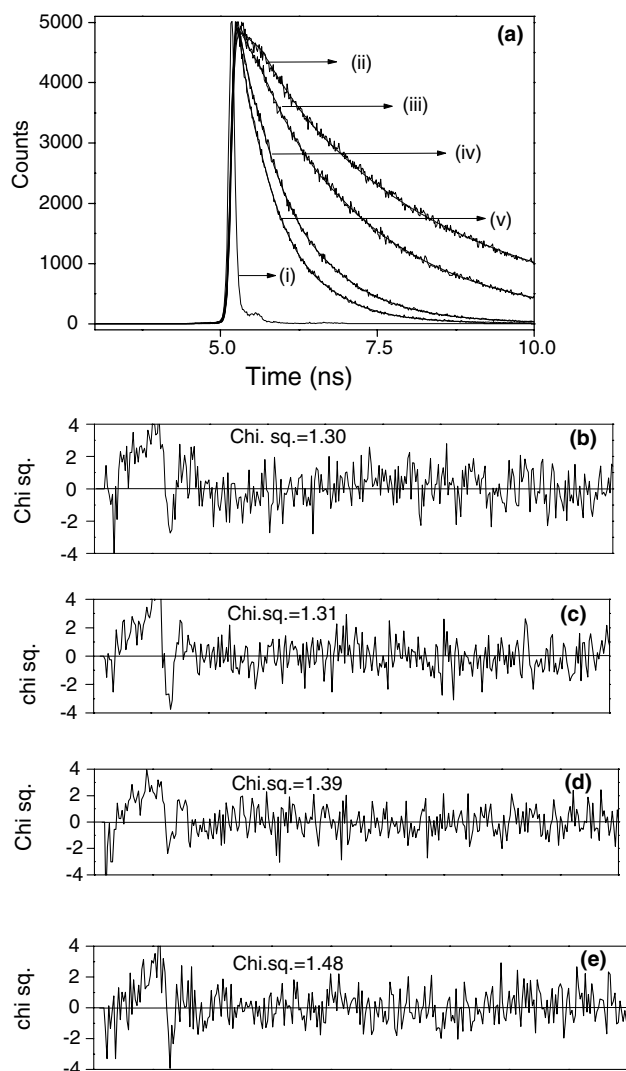 (a)
5000
4000
3000
2000
1000
0
Counts
(ii)
(iii)
(iv)
(v)
(i)
5.0 7.5 10.0
Time (ns)
4
2
0
-2
-4
Chi sq.
Chi. sq.=1.30
(b)
4
2
0
-2
-4
chi sq.
Chi.sq.=1.31
(c)
4
2
0
-2
-4
Chi sq.
Chi.sq.=1.39
(d)
4
2
0
-2
-4
chi sq.
Chi.sq.=1.48
(e)